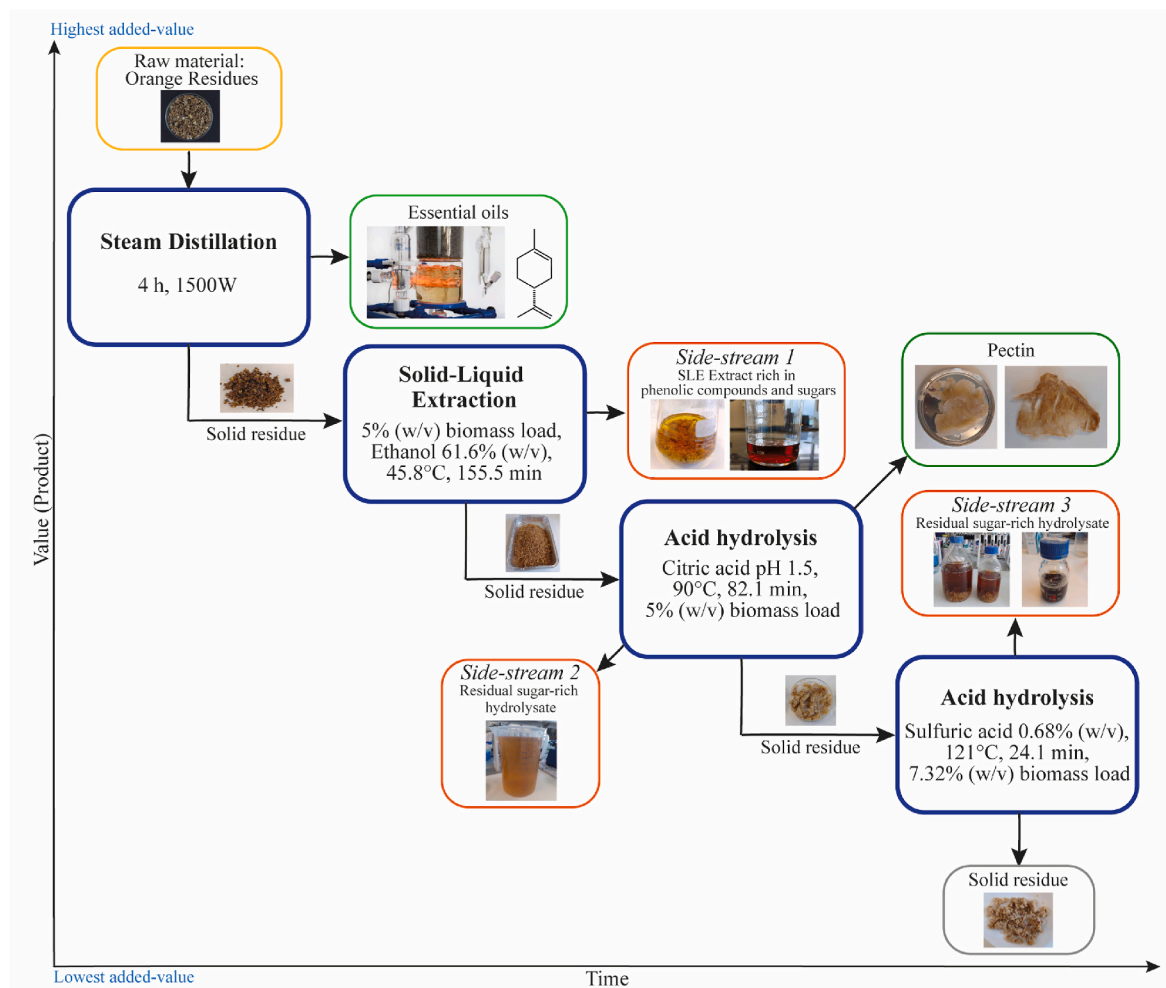 Highest added-value
Raw material:
Orange Residues
Steam Distillation
4 h, 1500W
Essential oils
Solid residue
Solid-Liquid
Extraction
5% (w/v) biomass load,
Ethanol 61.6% (w/v),
45.8°C, 155.5 min
Side-stream 1
SLE Extract rich in
phenolic compounds and sugars
Pectin
Solid residue
Acid hydrolysis
Citric acid pH 1.5,
90°C, 82.1 min,
5% (w/v) biomass load
Side-stream 3
Residual sugar-rich hydrolysate
Side-stream 2
Residual sugar-rich
hydrolysate
Solid residue
Acid hydrolysis
Sulfuric acid 0.68% (w/v),
121°C, 24.1 min,
7.32% (w/v) biomass load
Solid residue
Value (Product)
Lowest added-value
Time